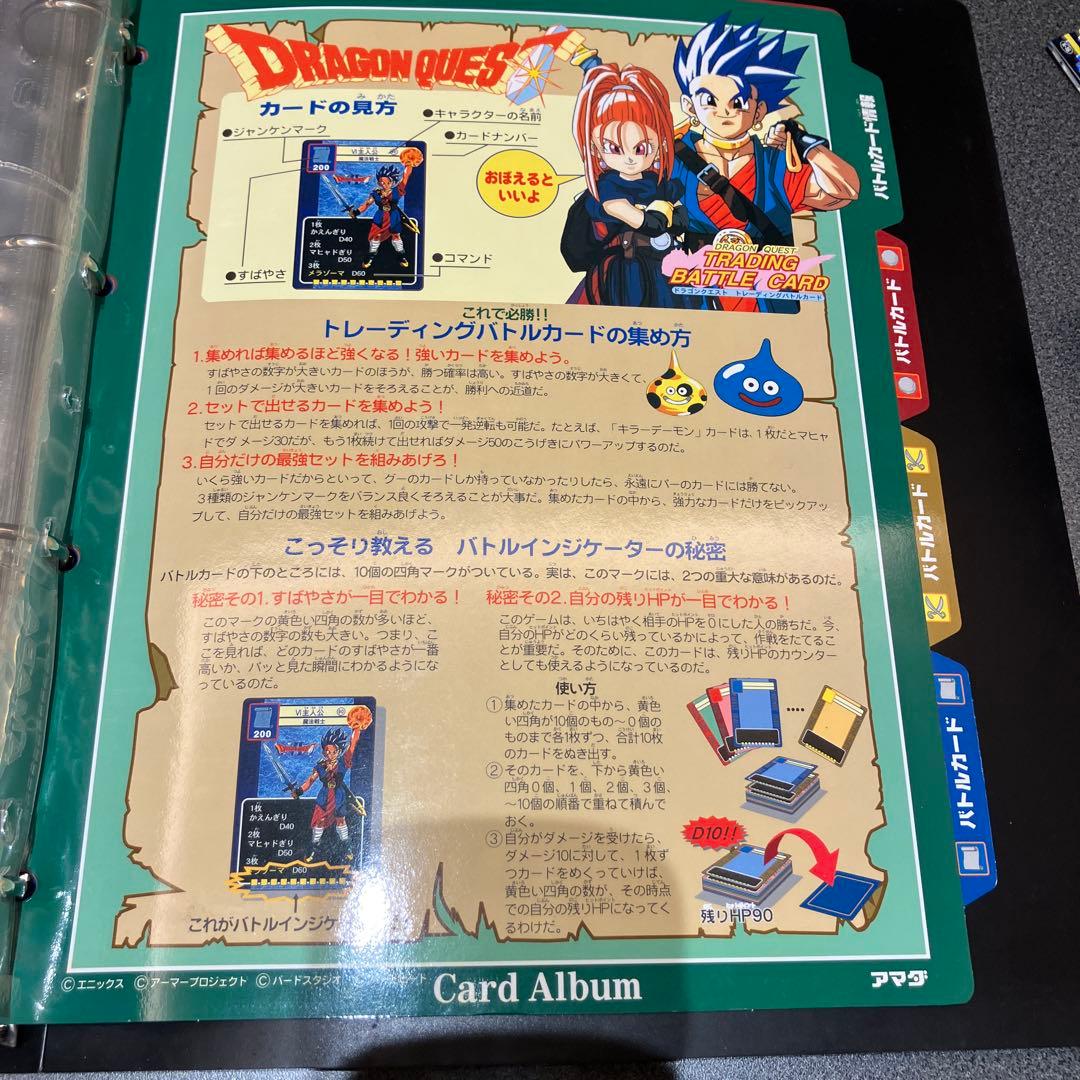 DRAGON QUEST
カードの見方
●ジャンケンマーク
●キャラクターの名前
●カードナンバー
VI主人公
魔法戦士
200
1枚
かえんぎり
D40
2枚
マヒャドぎり
D50
3枚
メラゾーマ D60
●すばやさ
●コマンド
おぼえると
いいよ
DRAGON QUEST
TRADING
BATTLE CARD
ドラゴンクエスト トレーディングバトルカード
これで必勝!!
トレーディングバトルカードの集め方
1.集めれば集めるほど強くなる!強いカードを集めよう。
すばやさの数字が大きいカードのほうが、勝つ確率は高い。すばやさの数字が大きくて、
1回のダメージが大きいカードをそろえることが、勝利への近道だ。
2.セットで出せるカードを集めよう!
セットで出せるカードを集めれば、1回の攻撃で一発逆転も可能だ。たとえば、「キラーデーモン」カードは、1枚だとマヒャ
ドでダメージ30だが、もう1枚続けて出せればダメージ50のこうげきにパワーアップするのだ。
3.自分だけの最強セットを組みあげろ!
いくら強いカードだからといって、グーのカードしか持っていなかったりしたら、永遠にパーのカードには勝てない。
3種類のジャンケンマークをバランス良くそろえることが大事だ。集めたカードの中から、強力なカードだけをピックアッ
プして、自分だけの最強セットを組みあげよう。
こっそり教える バトルインジケーターの秘密
バトルカードの下のところには、10個の四角マークがついている。実は、このマークには、2つの重大な意味があるのだ。
秘密その1.すばやさが一目でわかる!
このマークの黄色い四角の数が多いほど、
すばやさの数字の数も大きい。つまり、こ
こを見れば、どのカードのすばやさが一番
高いか、パッと見た瞬間にわかるようにな
っているのだ。
VI主人公
魔法戦士
200
1枚
かえんぎり
D40
2枚
マヒャドぎり
D50
3枚
D60
これがバトルインジケ
秘密その2.自分の残りHPが一目でわかる!
このゲームは、いちはやく相手のHPを0にした人の勝ちだ。今、
自分のHPがどのくらい残っているかによって、作戦をたてるこ
とが重要だ。そのために、このカードは、残りHPのカウンター
としても使えるようになっているのだ。
使い方
①集めたカードの中から、黄色
い四角が10個のもの〜0個の
ものまで各1枚ずつ、合計10枚
のカードをぬき出す。
②そのカードを、下から黄色い
四角0個、1個、2個、3個、
〜10個の順番で重ねて積んで
おく。
③自分がダメージを受けたら、
ダメージ10に対して、1枚ず
つカードをめくっていけば、
黄色い四角の数が、その時点
での自分の残りHPになってく
るわけだ。
D10!!
残りHP90
©エニックス ©アーマープロジェクト ©バードスタジオ
Card Album
アマダ
バトルカード情報
バトルカード
バトルカード
バトルカード